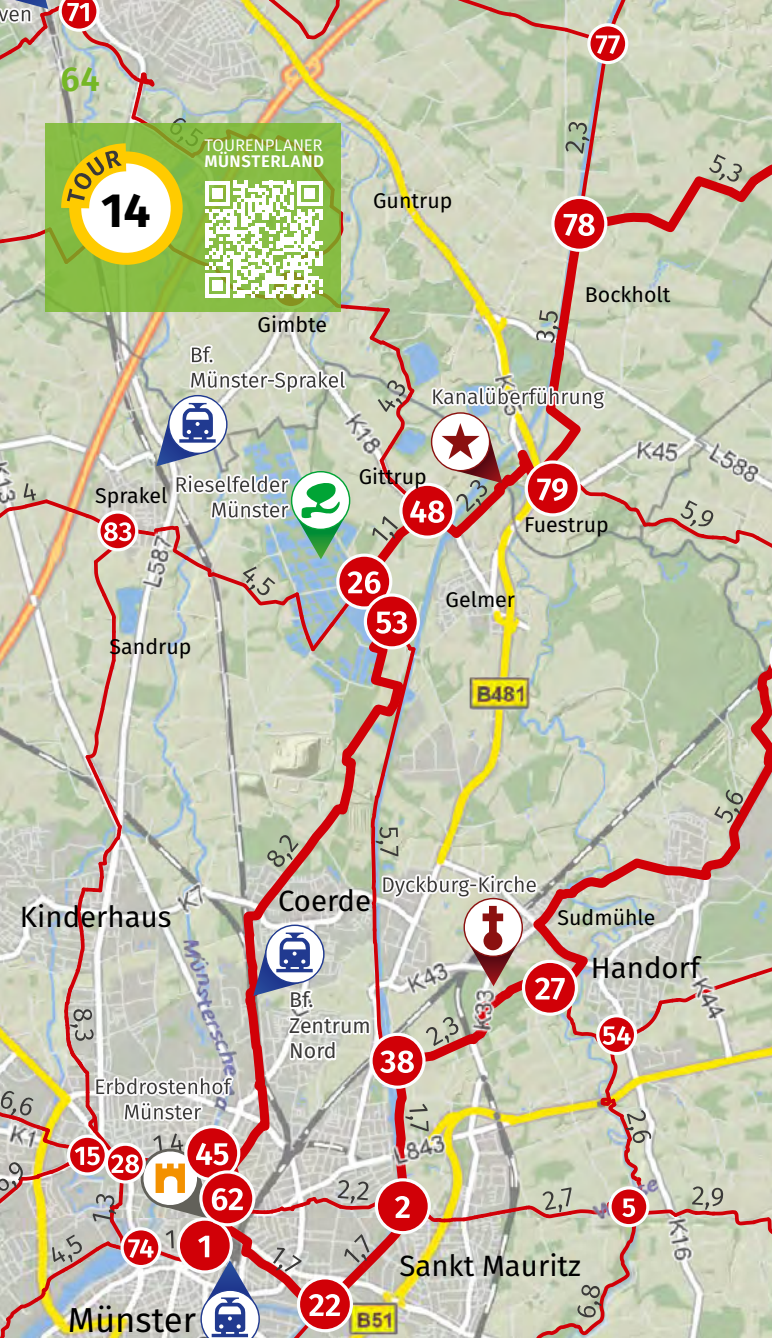 ven
71
77
64
6,5
2,3
TOURENPLANER
MÜNSTERLAND
TOUR
14
5,3
Guntrup
78
Bockholt
Gimbte
3,5
Bf.
Münster-Sprakel
4,3
Kanalüberführung
K18
K45
L588
K13
4
Sprakel
Rieselfelder
Münster
Gittrup
2,3
79
48
Fuestrup
5,9
83
L587
1,1
26
4,5
53
Gelmer
Sandrup
B481
5,6
8,2
5,7
Dyckburg-Kirche
Coerde
K7
Kinderhaus
Sudmühle
Handorf
K43
27
K44
Bf.
Zentrum
Nord
K33
8,3
2,3
54
38
Erbdrostenhof
Münster
6,6
K1
1,7
2,6
L843
15
28
14
45
6,9
62
2,2
2
2,7
5
2,9
1,3
74
1
1
1,7
1,7
K16
4,5
Sankt Mauritz
22
6,8
Münster
B51